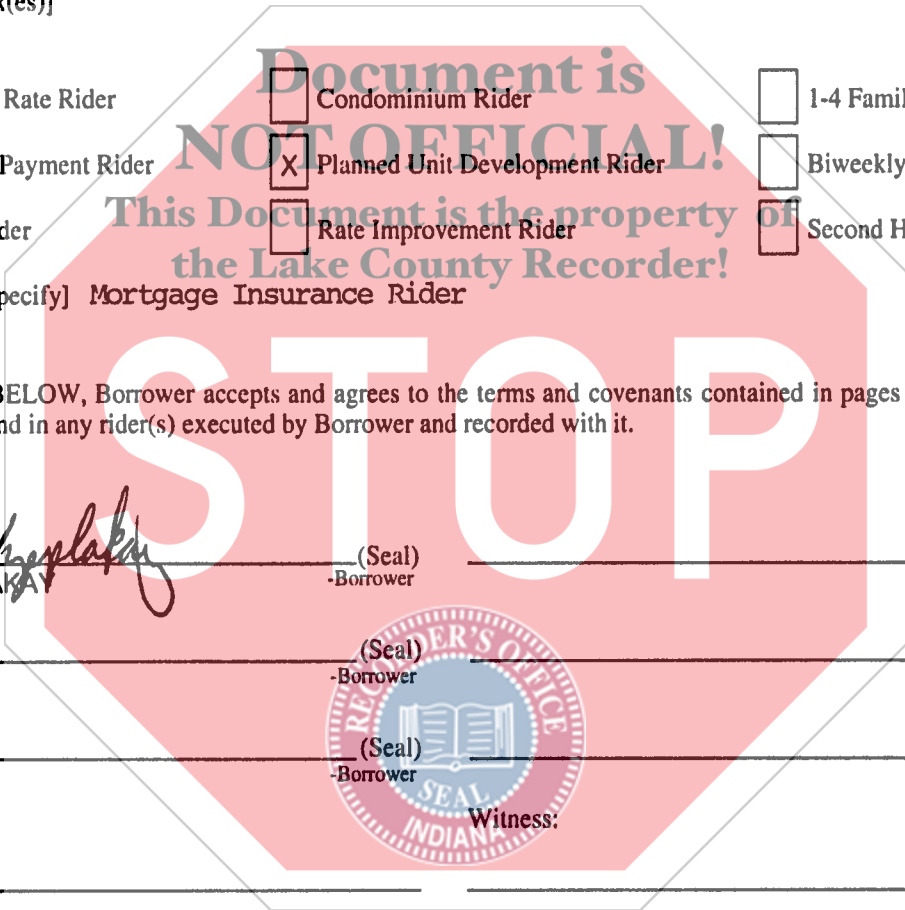 Rate Rider Condominium Rider 1-4 Famil
Document is
NOT OFFICIAL!
Payment Rider X Planned Unit Development Rider Biweekly
This Document is the property of
der Rate Improvement Rider Second H
the Lake County Recorder!
pecify] Mortgage Insurance Rider
STOP
BELOW, Borrower accepts and agrees to the terms and covenants contained in pages
nd in any rider(s) executed by Borrower and recorded with it.
(Seal)
-Borrower
(Seal)
-Borrower
(Seal)
-Borrower
RECORDER'S OFFICE
SEAL
INDIANA
Witness: